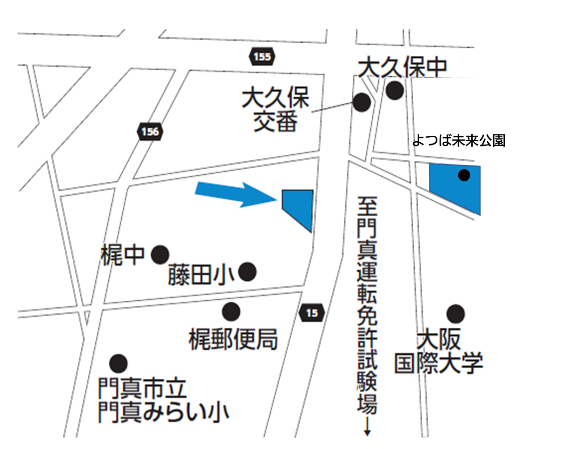 155
大久保中
大久保
交番
156
よつば未来公園
至門真運転免許試験場→
梶中
藤田小
15
梶郵便局
大阪
国際大学
門真市立
門真みらい小